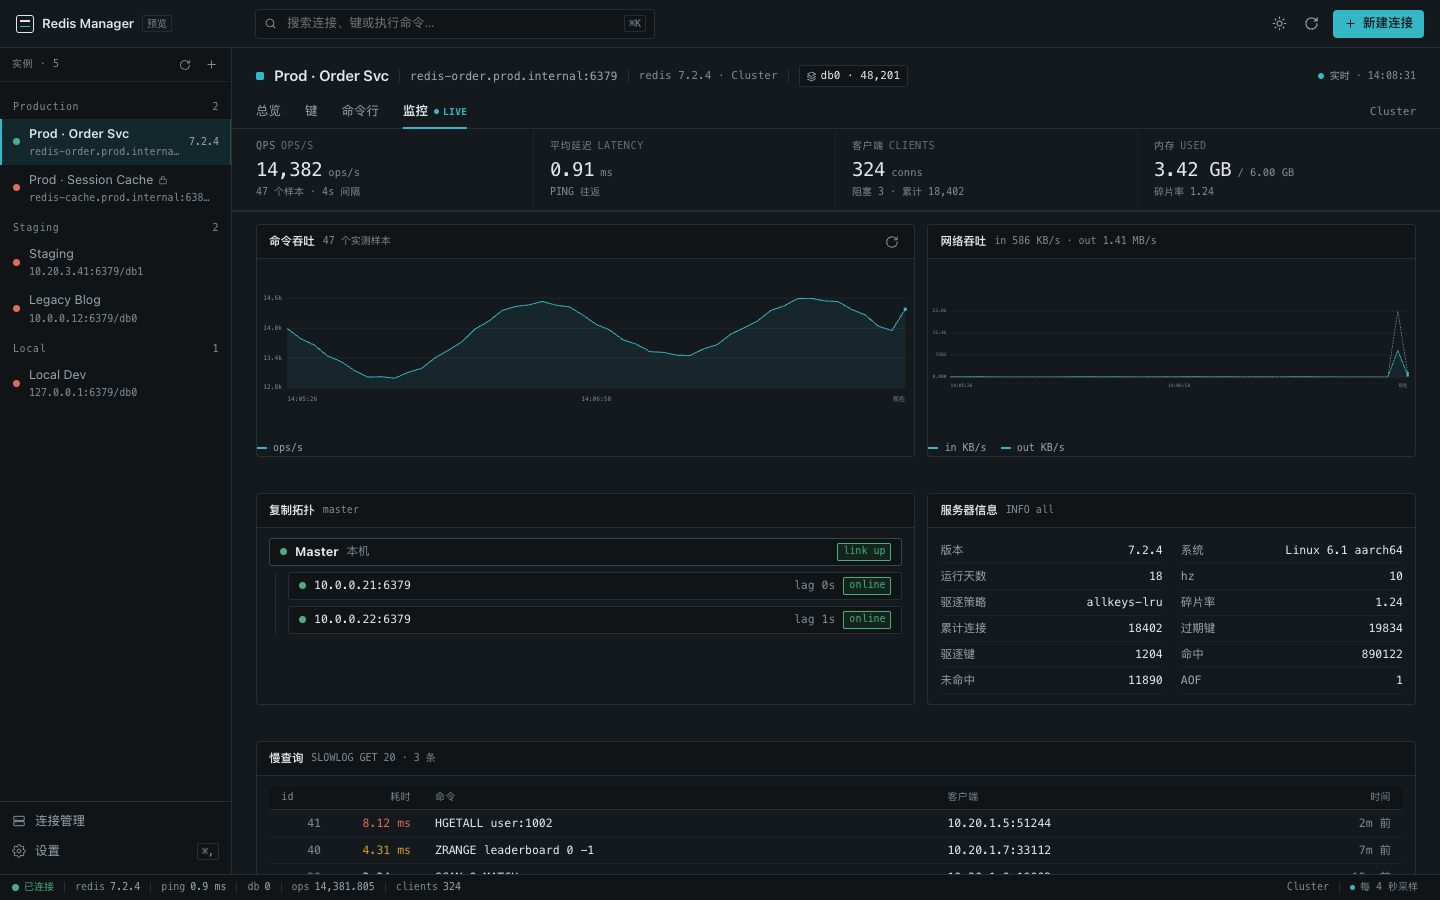 Redis Manager 预览
搜索连接、键或执行命令... ⌘K
新建连接
实例 · 5
Production 2
Prod · Order Svc
redis-order.prod.interna… 7.2.4
Prod · Session Cache
redis-cache.prod.internal:638…
Staging 2
Staging
10.20.3.41:6379/db1
Legacy Blog
10.0.0.12:6379/db0
Local 1
Local Dev
127.0.0.1:6379/db0
连接管理
设置 ⌘,
Prod · Order Svc redis-order.prod.internal:6379 redis 7.2.4 · Cluster db0 · 48,201 实时 · 14:08:31
总览 键 命令行 监控 LIVE Cluster
QPS OPS/S
14,382 ops/s
47 个样本 · 4s 间隔
平均延迟 LATENCY
0.91 ms
PING 往返
客户端 CLIENTS
324 conns
阻塞 3 · 累计 18,402
内存 USED
3.42 GB / 6.00 GB
碎片率 1.24
命令吞吐 47 个实测样本
14.6k
14.0k
13.4k
12.8k
14:05:26 14:06:58 现在
ops/s
网络吞吐 in 586 KB/s · out 1.41 MB/s
14:05:26 14:06:58 现在
in KB/s out KB/s
复制拓扑 master
Master 本机 link up
10.0.0.21:6379 lag 0s online
10.0.0.22:6379 lag 1s online
服务器信息 INFO all
版本 7.2.4 系统 Linux 6.1 aarch64
运行天数 18 hz 10
驱逐策略 allkeys-lru 碎片率 1.24
累计连接 18402 过期键 19834
驱逐键 1204 命中 890122
未命中 11890 AOF 1
慢查询 SLOWLOG GET 20 · 3 条
id 耗时 命令 客户端 时间
41 8.12 ms HGETALL user:1002 10.20.1.5:51244 2m 前
40 4.31 ms ZRANGE leaderboard 0 -1 10.20.1.7:33112 7m 前
已连接 redis 7.2.4 ping 0.9 ms db 0 ops 14,381.805 clients 324 Cluster 每 4 秒采样